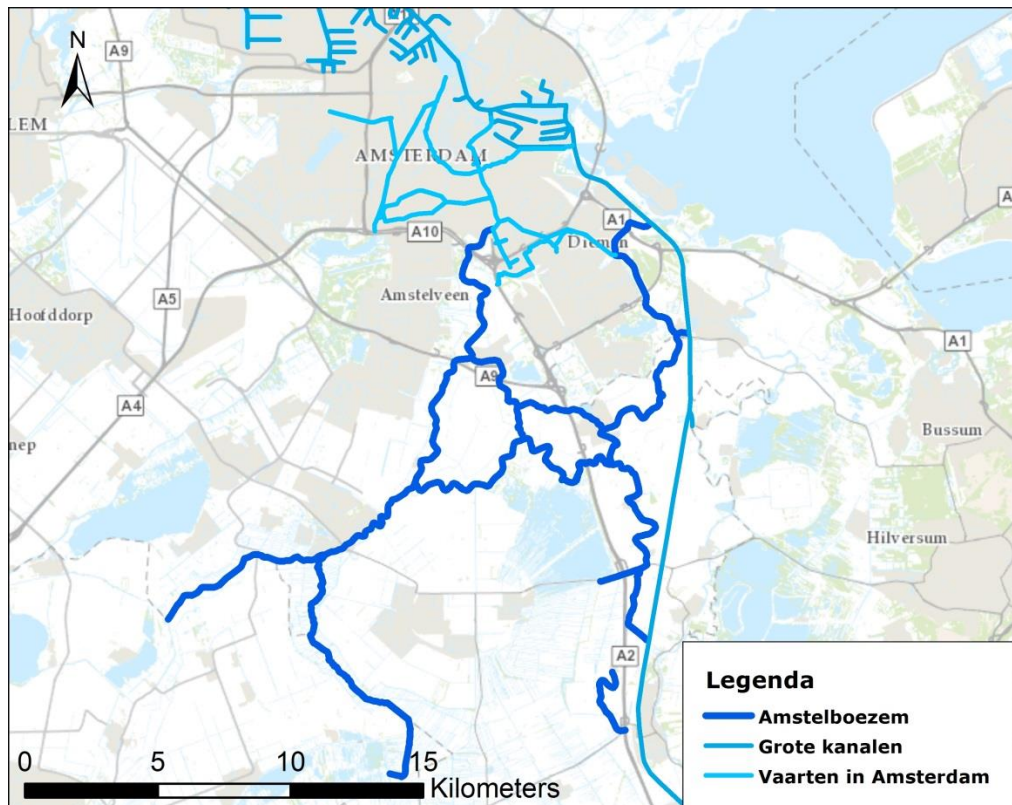 A9
A1
N
LEM
AMSTERDAM
A10
A1
Diemen
A5
Amstelveen
Hoofddorp
A1
A9
A4
Bussum
nep
Hilversum
A2
Legenda
Amstelboezem
Grote kanalen
Vaarten in Amsterdam
0 5 10 15
Kilometers